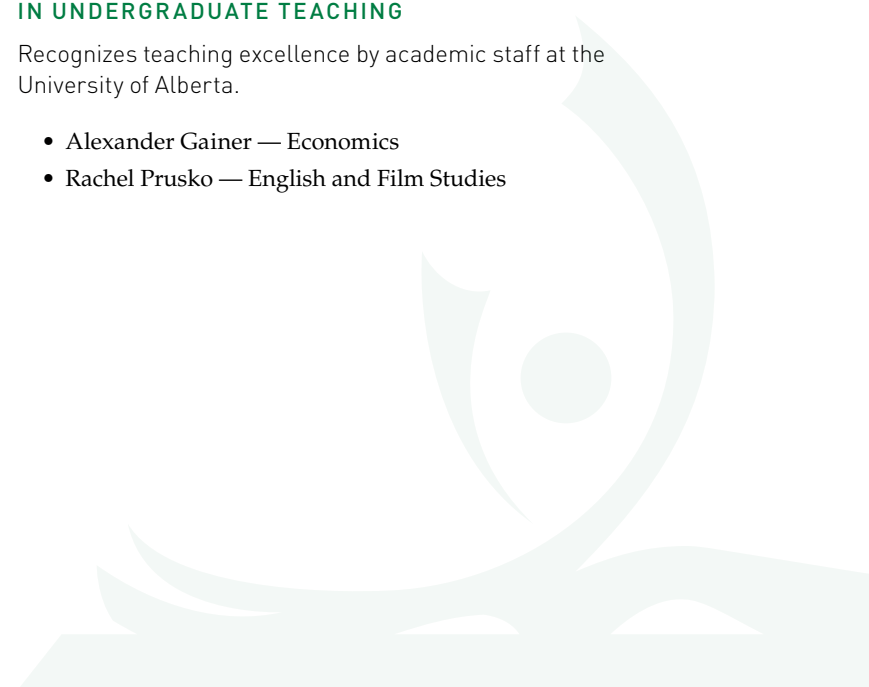 IN UNDERGRADUATE TEACHING
Recognizes teaching excellence by academic staff at the
University of Alberta.
• Alexander Gainer — Economics
• Rachel Prusko — English and Film Studies